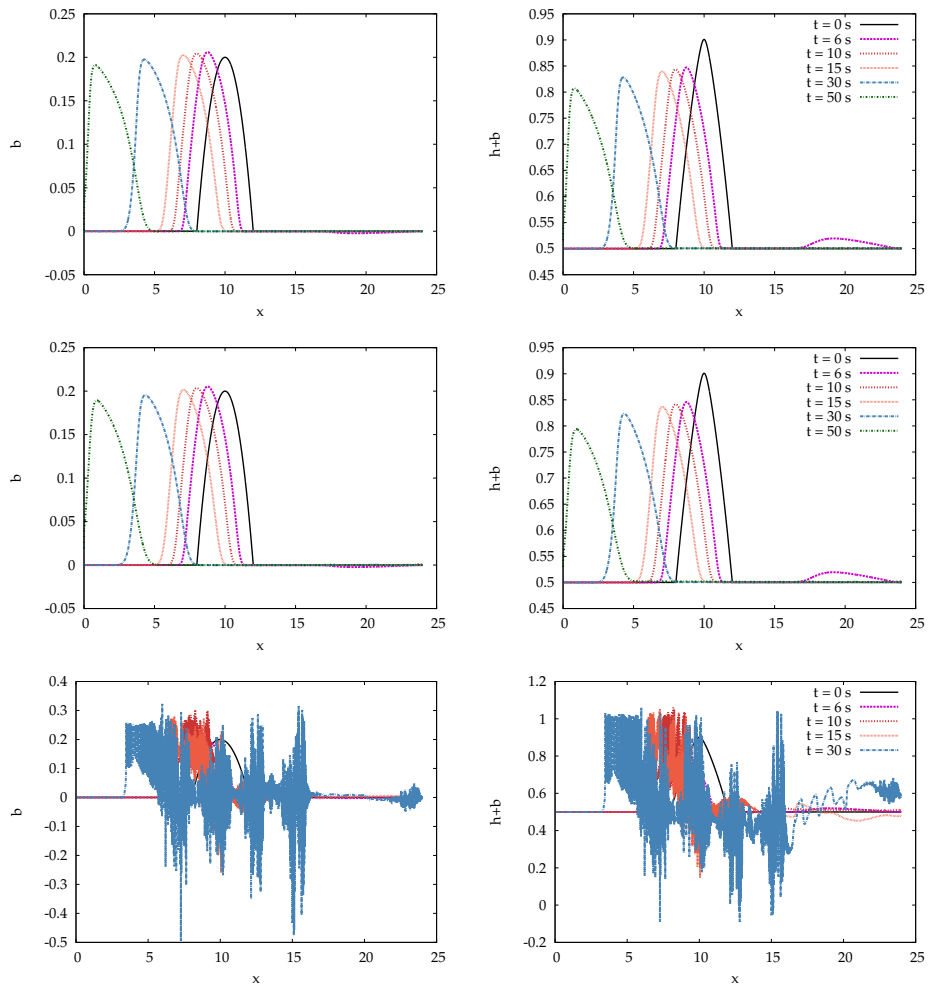 0.25
0.2
0.15
0.1
0.05
0
-0.05
b
0 5 10 15 20 25
x
0.95
0.9
0.85
0.8
0.75
0.7
0.65
0.6
0.55
0.5
0.45
h+b
0 5 10 15 20 25
x
t = 0 s
t = 6 s
t = 10 s
t = 15 s
t = 30 s
t = 50 s
0.25
0.2
0.15
0.1
0.05
0
-0.05
b
0 5 10 15 20 25
x
0.95
0.9
0.85
0.8
0.75
0.7
0.65
0.6
0.55
0.5
0.45
h+b
0 5 10 15 20 25
x
t = 0 s
t = 6 s
t = 10 s
t = 15 s
t = 30 s
t = 50 s
0.4
0.3
0.2
0.1
0
-0.1
-0.2
-0.3
-0.4
-0.5
b
0 5 10 15 20 25
x
1.2
1
0.8
0.6
0.4
0.2
0
-0.2
h+b
0 5 10 15 20 25
x
t = 0 s
t = 6 s
t = 10 s
t = 15 s
t = 30 s